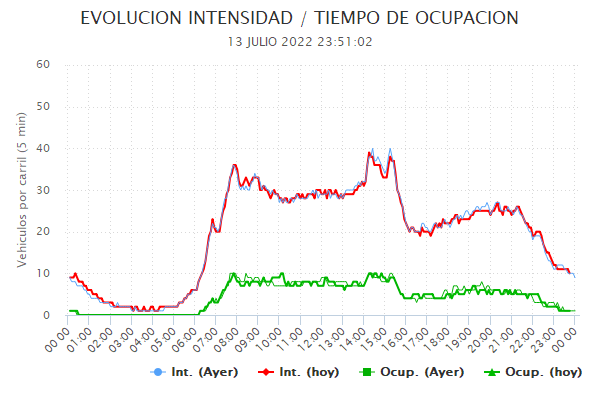 EVOLUCION INTENSIDAD / TIEMPO DE OCUPACION
13 JULIO 2022 23:51:02
Vehiculos por carril (5 min)
60
50
40
30
20
10
0
00:00 01:00 02:00 03:00 04:00 05:00 06:00 07:00 08:00 09:00 10:00 11:00 12:00 13:00 14:00 15:00 16:00 17:00 18:00 19:00 20:00 21:00 22:00 23:00 00:00
Int. (Ayer) Int. (hoy) Ocup. (Ayer) Ocup. (hoy)